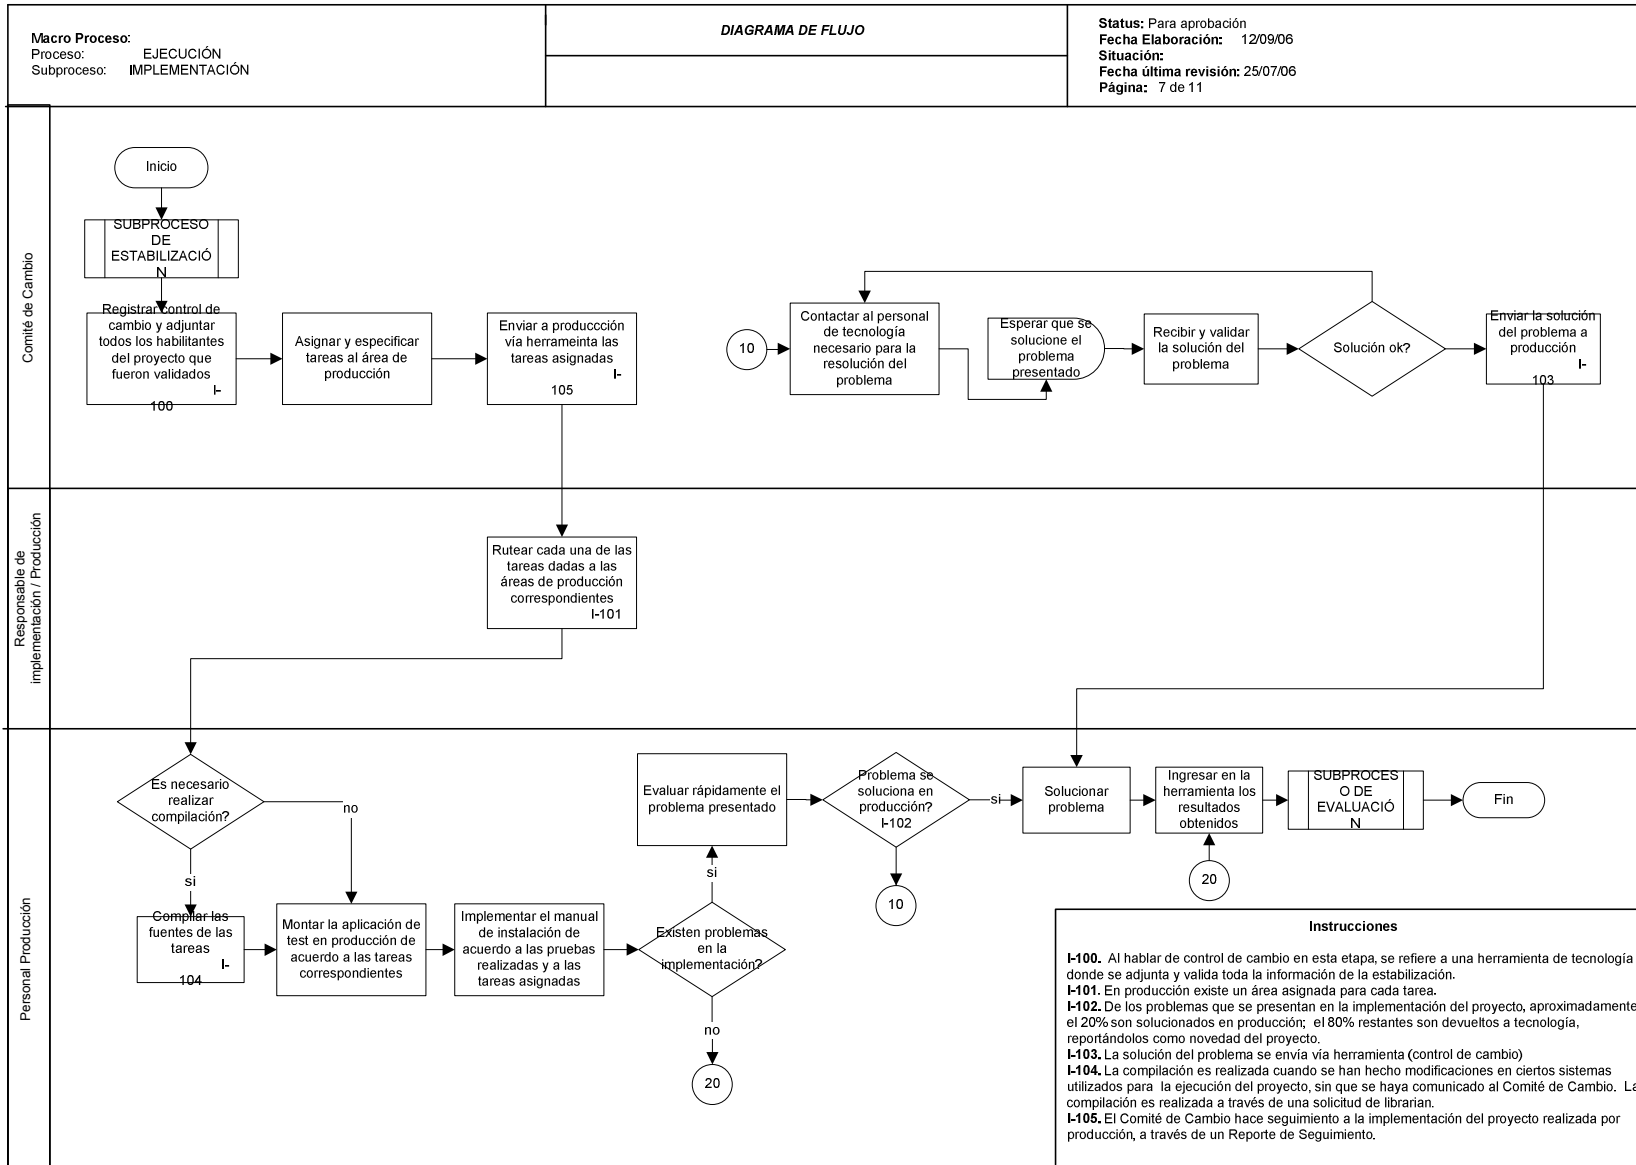 Macro Proceso:
Proceso: EJECUCIÓN
Subproceso: IMPLEMENTACIÓN
DIAGRAMA DE FLUJO
Status: Para aprobación
Fecha Elaboración: 12/09/06
Situación:
Fecha última revisión: 25/07/06
Página: 7 de 11
Comité de Cambio
Inicio
SUBPROCESO
DE
ESTABILIZACIÓ
N
Registrar control de
cambio y adjuntar
todos los habilitantes
del proyecto que
fueron validados
I-
100
Asignar y especificar
tareas al área de
producción
Enviar a produccción
vía herrameinta las
tareas asignadas
I-
105
10
Contactar al personal
de tecnología
necesario para la
resolución del
problema
Esperar que se
solucione el
problema
presentado
Recibir y validar
la solución del
problema
Solución ok?
Enviar la solución
del problema a
producción
I-
103
Responsable de
implementación / Producción
Rutear cada una de las
tareas dadas a las
áreas de producción
correspondientes
I-101
Personal Producción
Es necesario
realizar
compilación?
no
si
Compilar las
fuentes de las
tareas
I-
104
Montar la aplicación de
test en producción de
acuerdo a las tareas
correspondientes
Implementar el manual
de instalación de
acuerdo a las pruebas
realizadas y a las
tareas asignadas
Existen problemas
en la
implementación?
si
no
20
Evaluar rápidamente el
problema presentado
Problema se
soluciona en
producción?
I-102
si
10
Solucionar
problema
Ingresar en la
herramienta los
resultados
obtenidos
20
SUBPROCES
O DE
EVALUACIÓ
N
Fin
Instrucciones
I-100. Al hablar de control de cambio en esta etapa, se refiere a una herramienta de tecnología
donde se adjunta y valida toda la información de la estabilización.
I-101. En producción existe un área asignada para cada tarea.
I-102. De los problemas que se presentan en la implementación del proyecto, aproximadamente
el 20% son solucionados en producción; el 80% restantes son devueltos a tecnología,
reportándolos como novedad del proyecto.
I-103. La solución del problema se envía vía herramienta (control de cambio)
I-104. La compilación es realizada cuando se han hecho modificaciones en ciertos sistemas
utilizados para la ejecución del proyecto, sin que se haya comunicado al Comité de Cambio. La
compilación es realizada a través de una solicitud de librarian.
I-105. El Comité de Cambio hace seguimiento a la implementación del proyecto realizada por
producción, a través de un Reporte de Seguimiento.